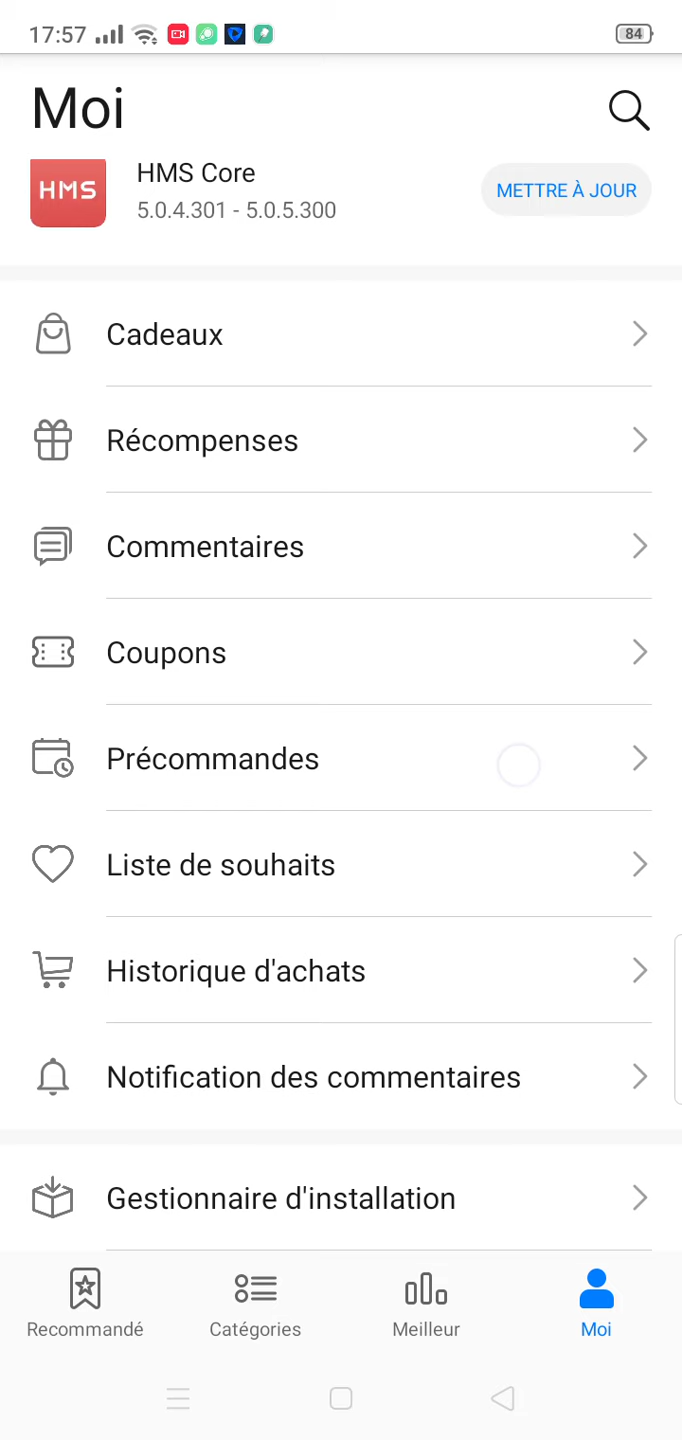 17:57
84
Moi
HMS
HMS Core
5.0.4.301 - 5.0.5.300
METTRE À JOUR
Cadeaux
Récompenses
Commentaires
Coupons
Précommandes
Liste de souhaits
Historique d'achats
Notification des commentaires
Gestionnaire d'installation
Recommandé
Catégories
Meilleur
Moi